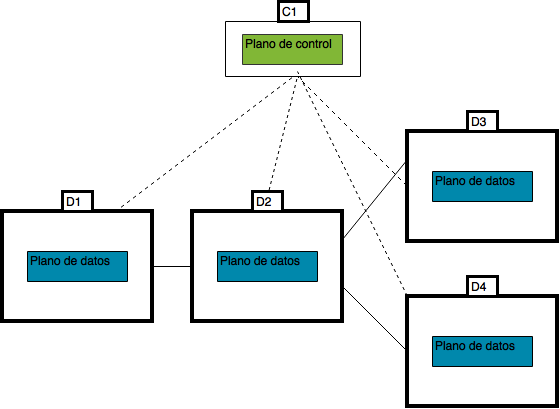 C1
Plano de control
D3
Plano de datos
D1
D2
Plano de datos
Plano de datos
D4
Plano de datos